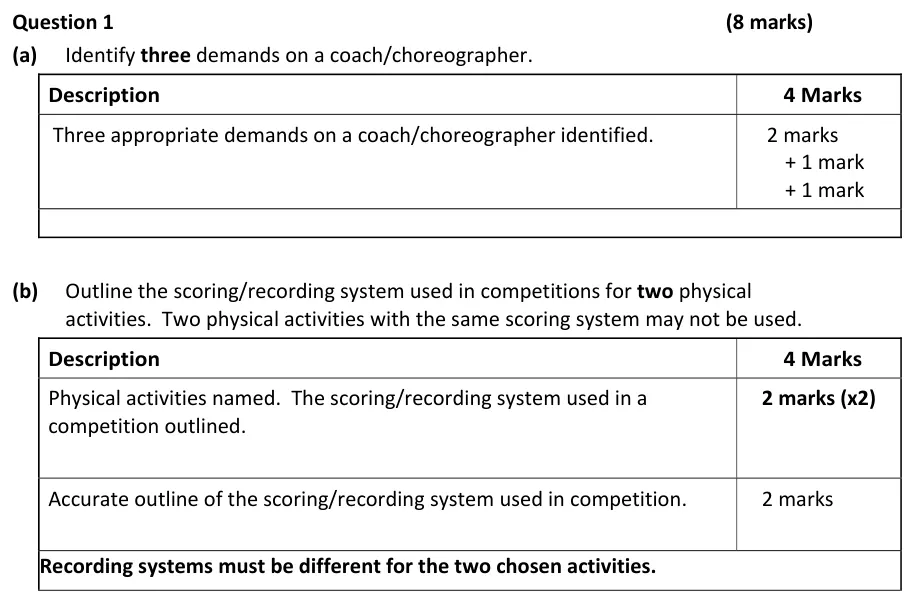 Question 1 (8 marks)
(a) Identify three demands on a coach/choreographer.
Description 4 Marks
Three appropriate demands on a coach/choreographer identified. 2 marks
+ 1 mark
+ 1 mark
(b) Outline the scoring/recording system used in competitions for two physical
activities. Two physical activities with the same scoring system may not be used.
Description 4 Marks
Physical activities named. The scoring/recording system used in a 2 marks (x2)
competition outlined.
Accurate outline of the scoring/recording system used in competition. 2 marks
Recording systems must be different for the two chosen activities.